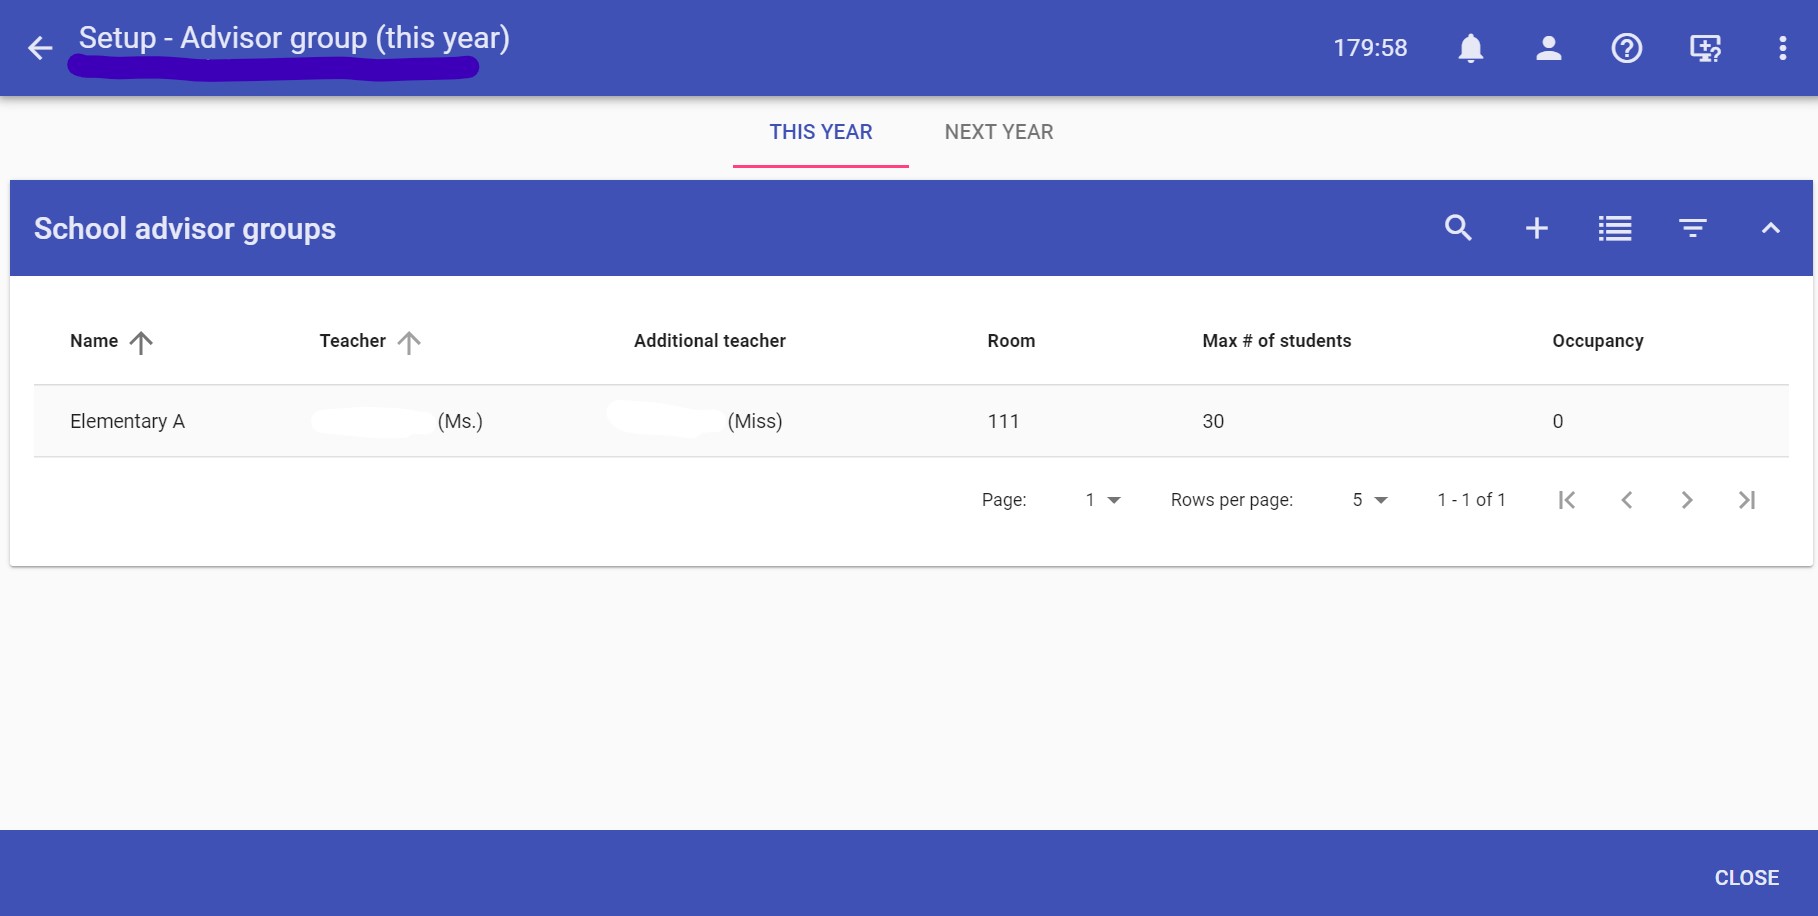 Setup - Advisor group (this year)
179:58
THIS YEAR
NEXT YEAR
School advisor groups
Name Teacher Additional teacher Room Max # of students Occupancy
Elementary A (Ms.) (Miss) 111 30 0
Page: 1 Rows per page: 5 1 - 1 of 1
CLOSE